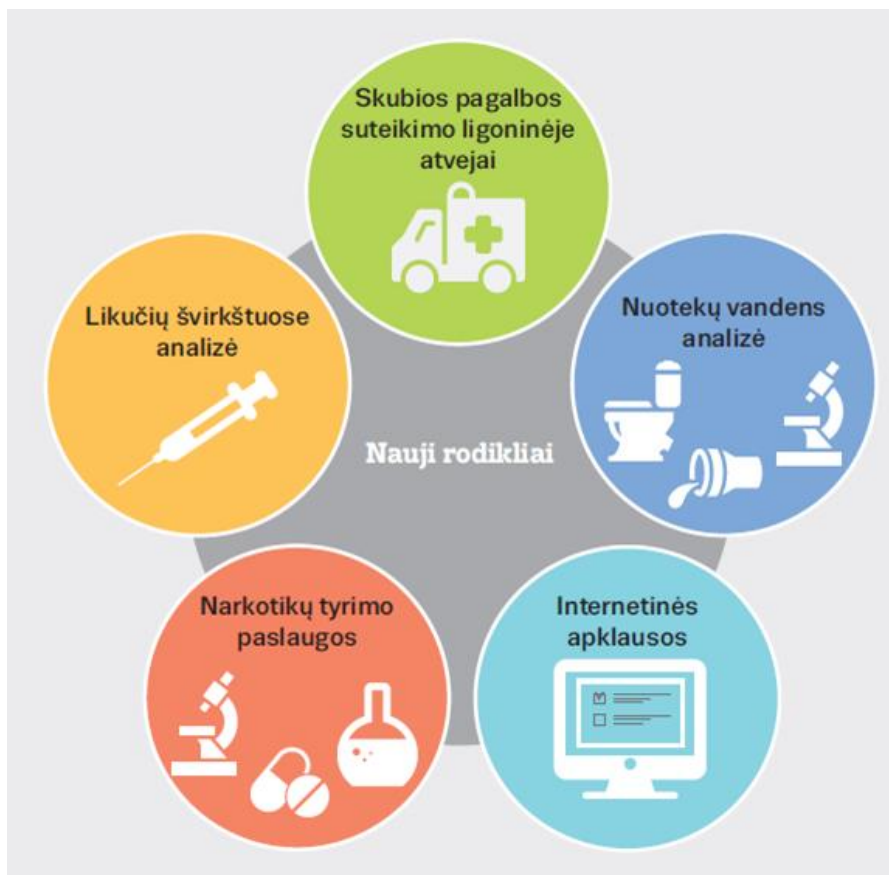 Skubios pagalbos
suteikimo ligoninėje
atvejai
Likučių švirkštuose
analizė
Nuotekų vandens
analizė
Nauji rodikliai
Narkotikų tyrimo
paslaugos
Internetinės
apklausos